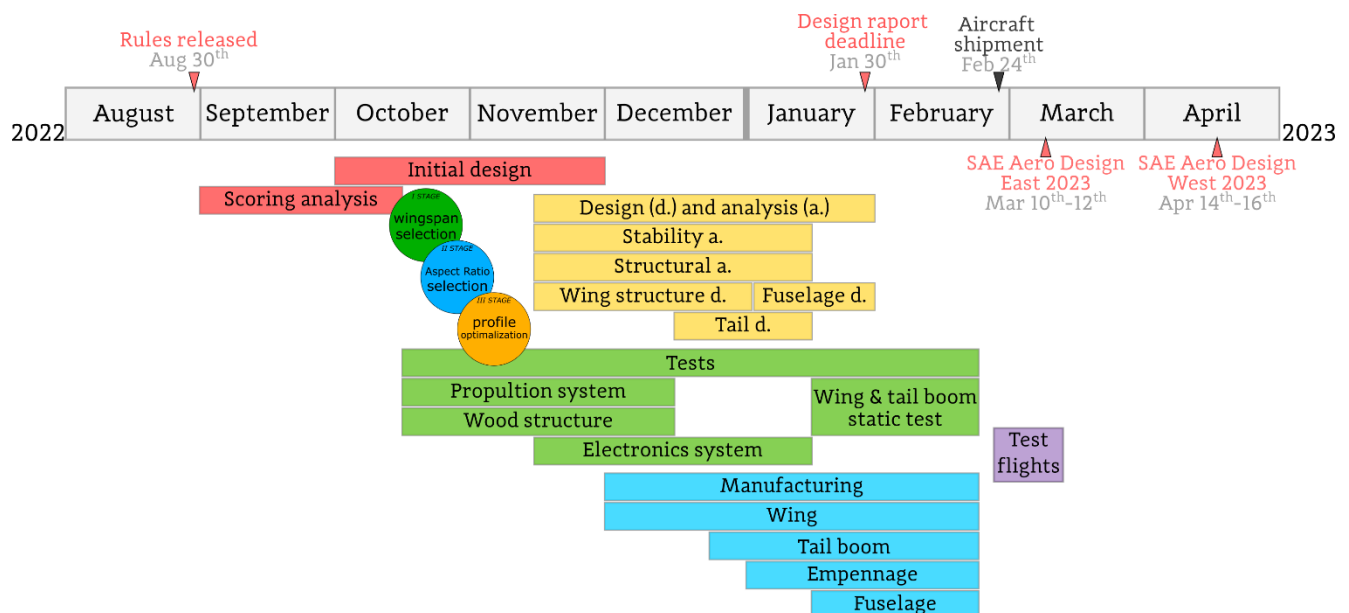 Rules released
Aug 30th
Design raport
deadline
Jan 30th
Aircraft
shipment
Feb 24th
2022
August
September
October
November
December
January
February
March
April
2023
SAE Aero Design
East 2023
Mar 10th-12th
SAE Aero Design
West 2023
Apr 14th-16th
Initial design
Scoring analysis
I STAGE
wingspan
selection
II STAGE
Aspect Ratio
selection
III STAGE
profile
optimalization
Design (d.) and analysis (a.)
Stability a.
Structural a.
Wing structure d.
Fuselage d.
Tail d.
Tests
Propultion system
Wood structure
Wing & tail boom
static test
Electronics system
Test
flights
Manufacturing
Wing
Tail boom
Empennage
Fuselage